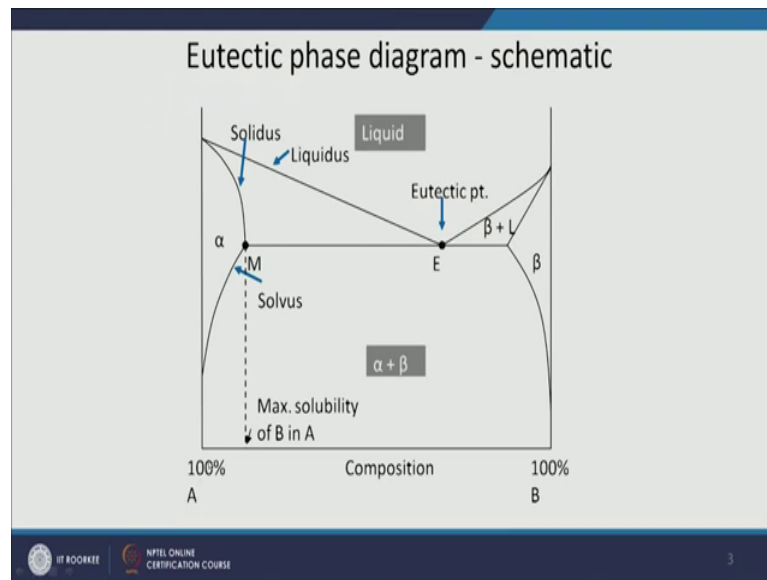 Eutectic phase diagram - schematic
Solidus
Liquid
Liquidus
Eutectic pt.
β + L
α
M
E
β
Solvus
α + β
Max. solubility
of B in A
100%
Composition
100%
A
B
IIT ROORKEE
NPTEL ONLINE
CERTIFICATION COURSE
3